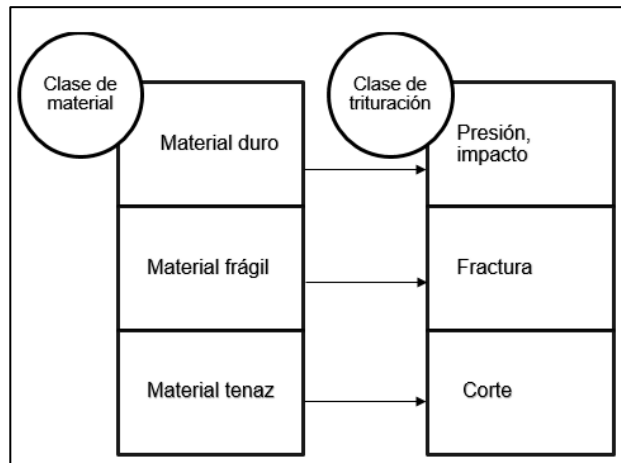 Clase de
material
Clase de
trituración
Material duro
Presión,
impacto
Material frágil
Fractura
Material tenaz
Corte